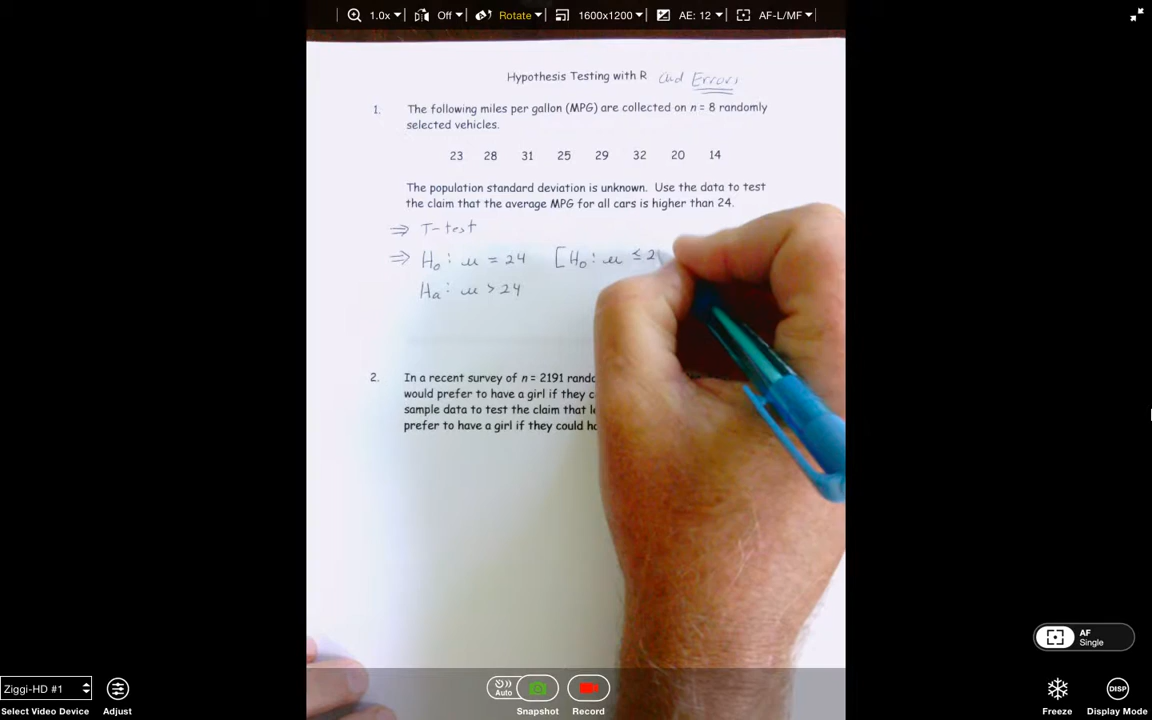 1.0x Off Rotate 1600x1200 AE: 12 AF-L/MF
Hypothesis Testing with R and Errors
1. The following miles per gallon (MPG) are collected on n = 8 randomly
selected vehicles.
23 28 31 25 29 32 20 14
The population standard deviation is unknown. Use the data to test
the claim that the average MPG for all cars is higher than 24.
⇒ T-test
⇒ H₀: μ = 24 [H₀: μ ≤ 2
Hₐ: μ > 24
2. In a recent survey of n = 2191
would prefer to have a girl if they
sample data to test the claim that
prefer to have a girl if they could
AF
Single
Ziggi-HD #1
Select Video Device
Adjust
Auto
Snapshot
Record
Freeze
DISP
Display Mode